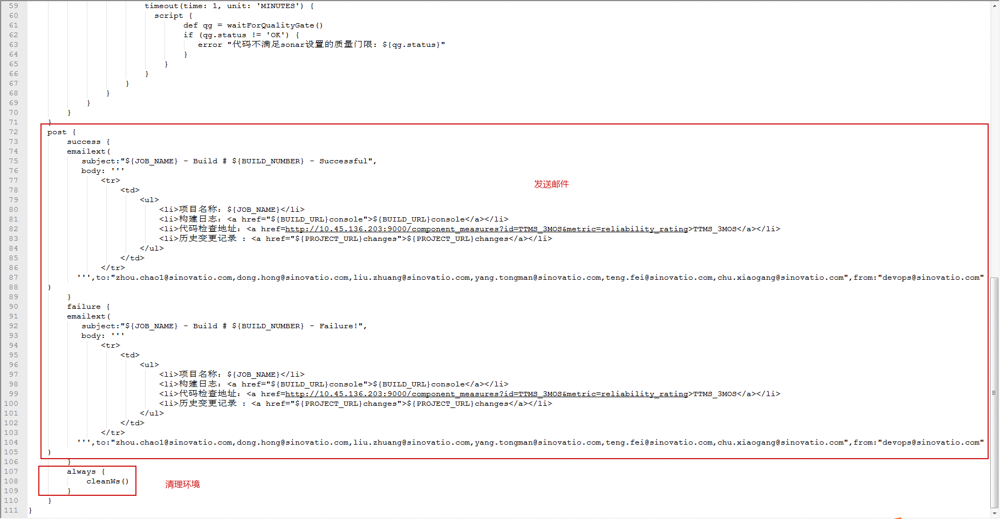 59                         timeout(time: 1, unit: 'MINUTES') {
60                           script {
61                                 def qg = waitForQualityGate()
62                                 if (qg.status != 'OK') {
63                                    error "代码不满足sonar设置的质量门限：${qg.status}"
64                                 }
65                             }
66                         }
67                     }
68                 }
69             }
70         }
71     }
72     post {
73         success {
74         emailext(
75            subject:"${JOB_NAME} - Build # ${BUILD_NUMBER} - Successful",
76            body: '''
77                <tr>
发送邮件
78                    <td>
79                        <ul>
80                            <li>项目名称：${JOB_NAME}</li>
81                            <li>构建日志：<a href="${BUILD_URL}console">${BUILD_URL}console</a></li>
82                            <li>代码检查地址：<a href=http://10.45.136.203:9000/component_measures?id=TTMS_3MOS&metric=reliability_rating>TTMS_3MOS</a></li>
83                            <li>历史变更记录 : <a href="${PROJECT_URL}changes">${PROJECT_URL}changes</a></li>
84                        </ul>
85                    </td>
86                </tr>
87           ''',to:"zhou.chao1@sinovatio.com,dong.hong@sinovatio.com,liu.zhuang@sinovatio.com,yang.tongman@sinovatio.com,teng.fei@sinovatio.com,chu.xiaogang@sinovatio.com",from:"devops@sinovatio.com"
88     )
89         }
90         failure {
91         emailext(
92            subject:"${JOB_NAME} - Build # ${BUILD_NUMBER} - Failure!",
93            body: '''
94                <tr>
95                    <td>
96                        <ul>
97                            <li>项目名称：${JOB_NAME}</li>
98                            <li>构建日志：<a href="${BUILD_URL}console">${BUILD_URL}console</a></li>
99                            <li>代码检查地址：<a href=http://10.45.136.203:9000/component_measures?id=TTMS_3MOS&metric=reliability_rating>TTMS_3MOS</a></li>
100                            <li>历史变更记录 : <a href="${PROJECT_URL}changes">${PROJECT_URL}changes</a></li>
101                        </ul>
102                    </td>
103                </tr>
104           ''',to:"zhou.chao1@sinovatio.com,dong.hong@sinovatio.com,liu.zhuang@sinovatio.com,yang.tongman@sinovatio.com,teng.fei@sinovatio.com,chu.xiaogang@sinovatio.com",from:"devops@sinovatio.com"
105     )
106         }
107         always {
108             cleanWs()
清理环境
109         }
110     }
111 }